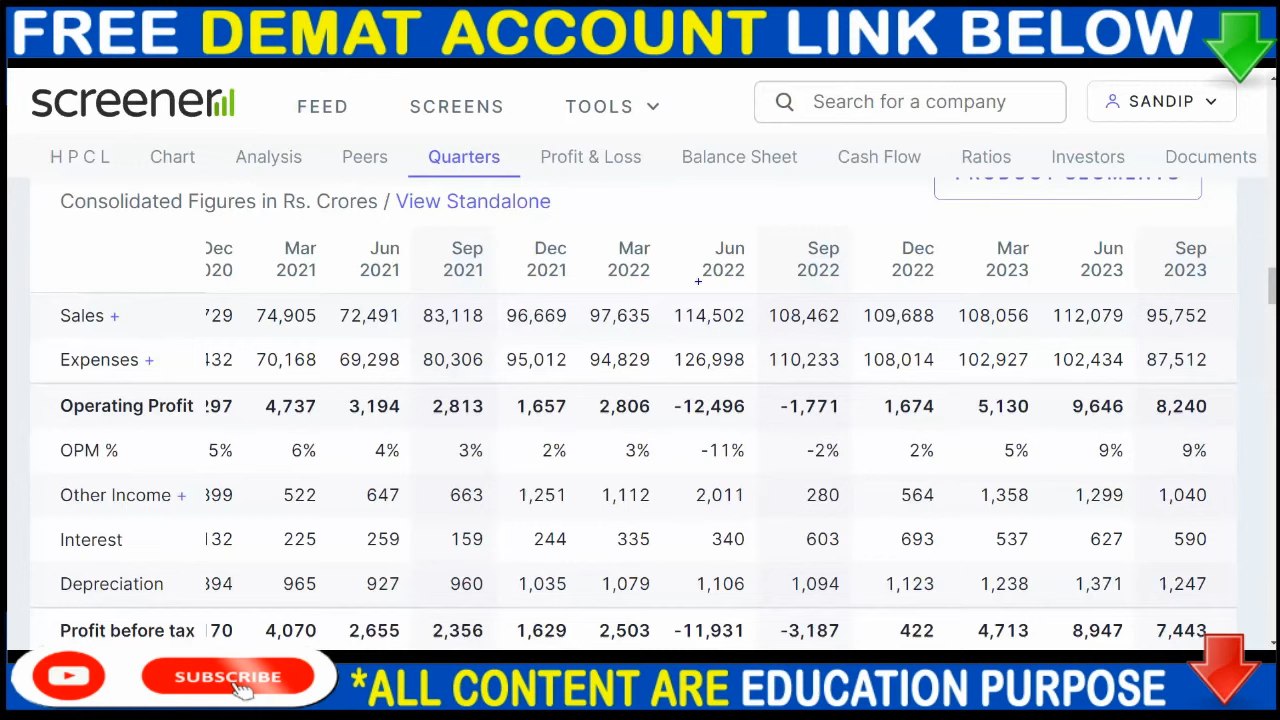 FREE DEMAT ACCOUNT LINK BELOW
screener
FEED SCREENS TOOLS Search for a company SANDIP
H P C L Chart Analysis Peers Quarters Profit & Loss Balance Sheet Cash Flow Ratios Investors Documents
PRODUCT SEGMENTS
Consolidated Figures in Rs. Crores / View Standalone
Dec Mar Jun Sep Dec Mar Jun Sep Dec Mar Jun Sep
2021 2021 2021 2021 2022 2022 2022 2022 2023 2023 2023
Sales + 729 74,905 72,491 83,118 96,669 97,635 114,502 108,462 109,688 108,056 112,079 95,752
Expenses + 432 70,168 69,298 80,306 95,012 94,829 126,998 110,233 108,014 102,927 102,434 87,512
Operating Profit 297 4,737 3,194 2,813 1,657 2,806 -12,496 -1,771 1,674 5,130 9,646 8,240
OPM % 5% 6% 4% 3% 2% 3% -11% -2% 2% 5% 9% 9%
Other Income + 522 647 663 1,251 1,112 2,011 280 564 1,358 1,299 1,040
Interest 225 259 159 244 335 340 603 693 537 627 590
Depreciation 965 927 960 1,035 1,079 1,106 1,094 1,123 1,238 1,371 1,247
Profit before tax 70 4,070 2,655 2,356 1,629 2,503 -11,931 -3,187 422 4,713 8,947 7,443
SUBSCRIBE *ALL CONTENT ARE EDUCATION PURPOSE